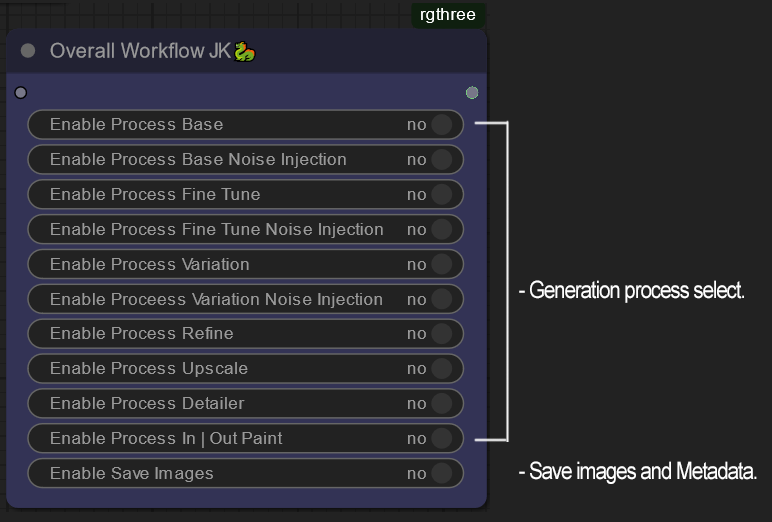 rgthree
Overall Workflow JK🐉
Enable Process Base no
Enable Process Base Noise Injection no
Enable Process Fine Tune no
Enable Process Fine Tune Noise Injection no
Enable Process Variation no
Enable Proceess Variation Noise Injection no
- Generation process select.
Enable Process Refine no
Enable Process Upscale no
Enable Process Detailer no
Enable Process In | Out Paint no
Enable Save Images no
- Save images and Metadata.